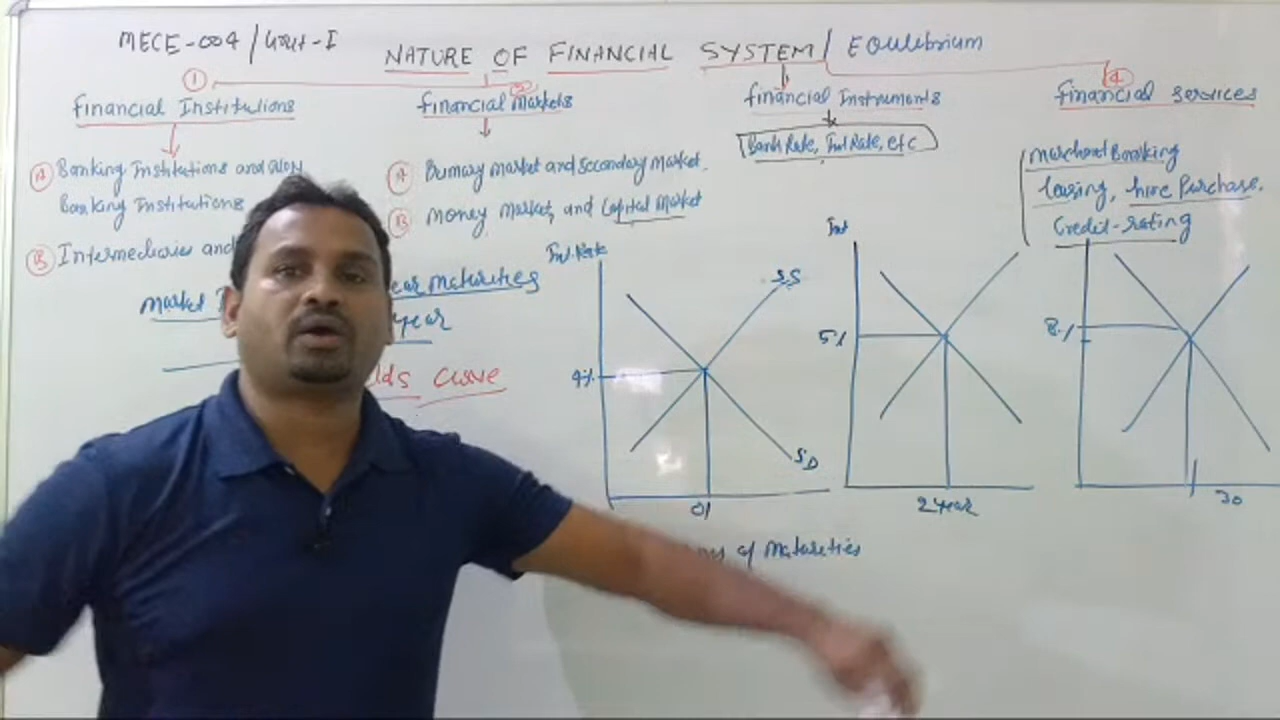 MECE-004 / Unit-I
NATURE OF FINANCIAL SYSTEM / Equilibrium
1
Financial Institutions
2
Financial Markets
Financial Instruments
4
Financial Services
A Banking Institutions and Non
Banking Institutions
B Intermediaries and
Market
ear maturities
year
lds curve
A Primary market and Secondary market.
B Money market, and Capital Market
Bank Rate, Int Rate, etc
Merchant Banking
leasing, hire Purchase.
Credit-rating
Int. Rate
S.S
4%
S.D
01
Int
5%
2 year
8%
30
of maturities